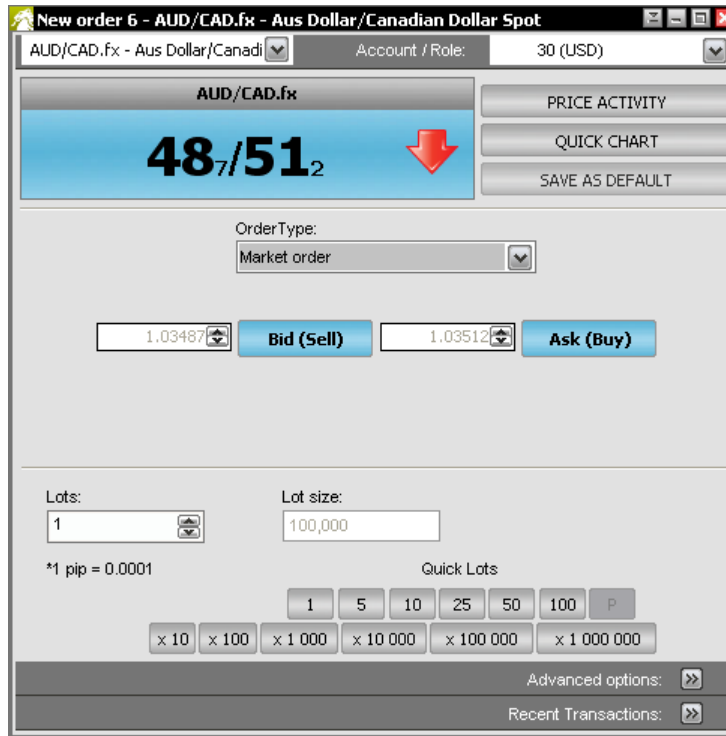 New order 6 - AUD/CAD.fx - Aus Dollar/Canadian Dollar Spot
AUD/CAD.fx - Aus Dollar/Canadi Account / Role: 30 (USD)
AUD/CAD.fx
PRICE ACTIVITY
487/512
QUICK CHART
SAVE AS DEFAULT
OrderType:
Market order
1.03487 Bid (Sell) 1.03512 Ask (Buy)
Lots: Lot size:
1 100,000
*1 pip = 0.0001 Quick Lots
1 5 10 25 50 100 P
x 10 x 100 x 1 000 x 10 000 x 100 000 x 1 000 000
Advanced options:
Recent Transactions: